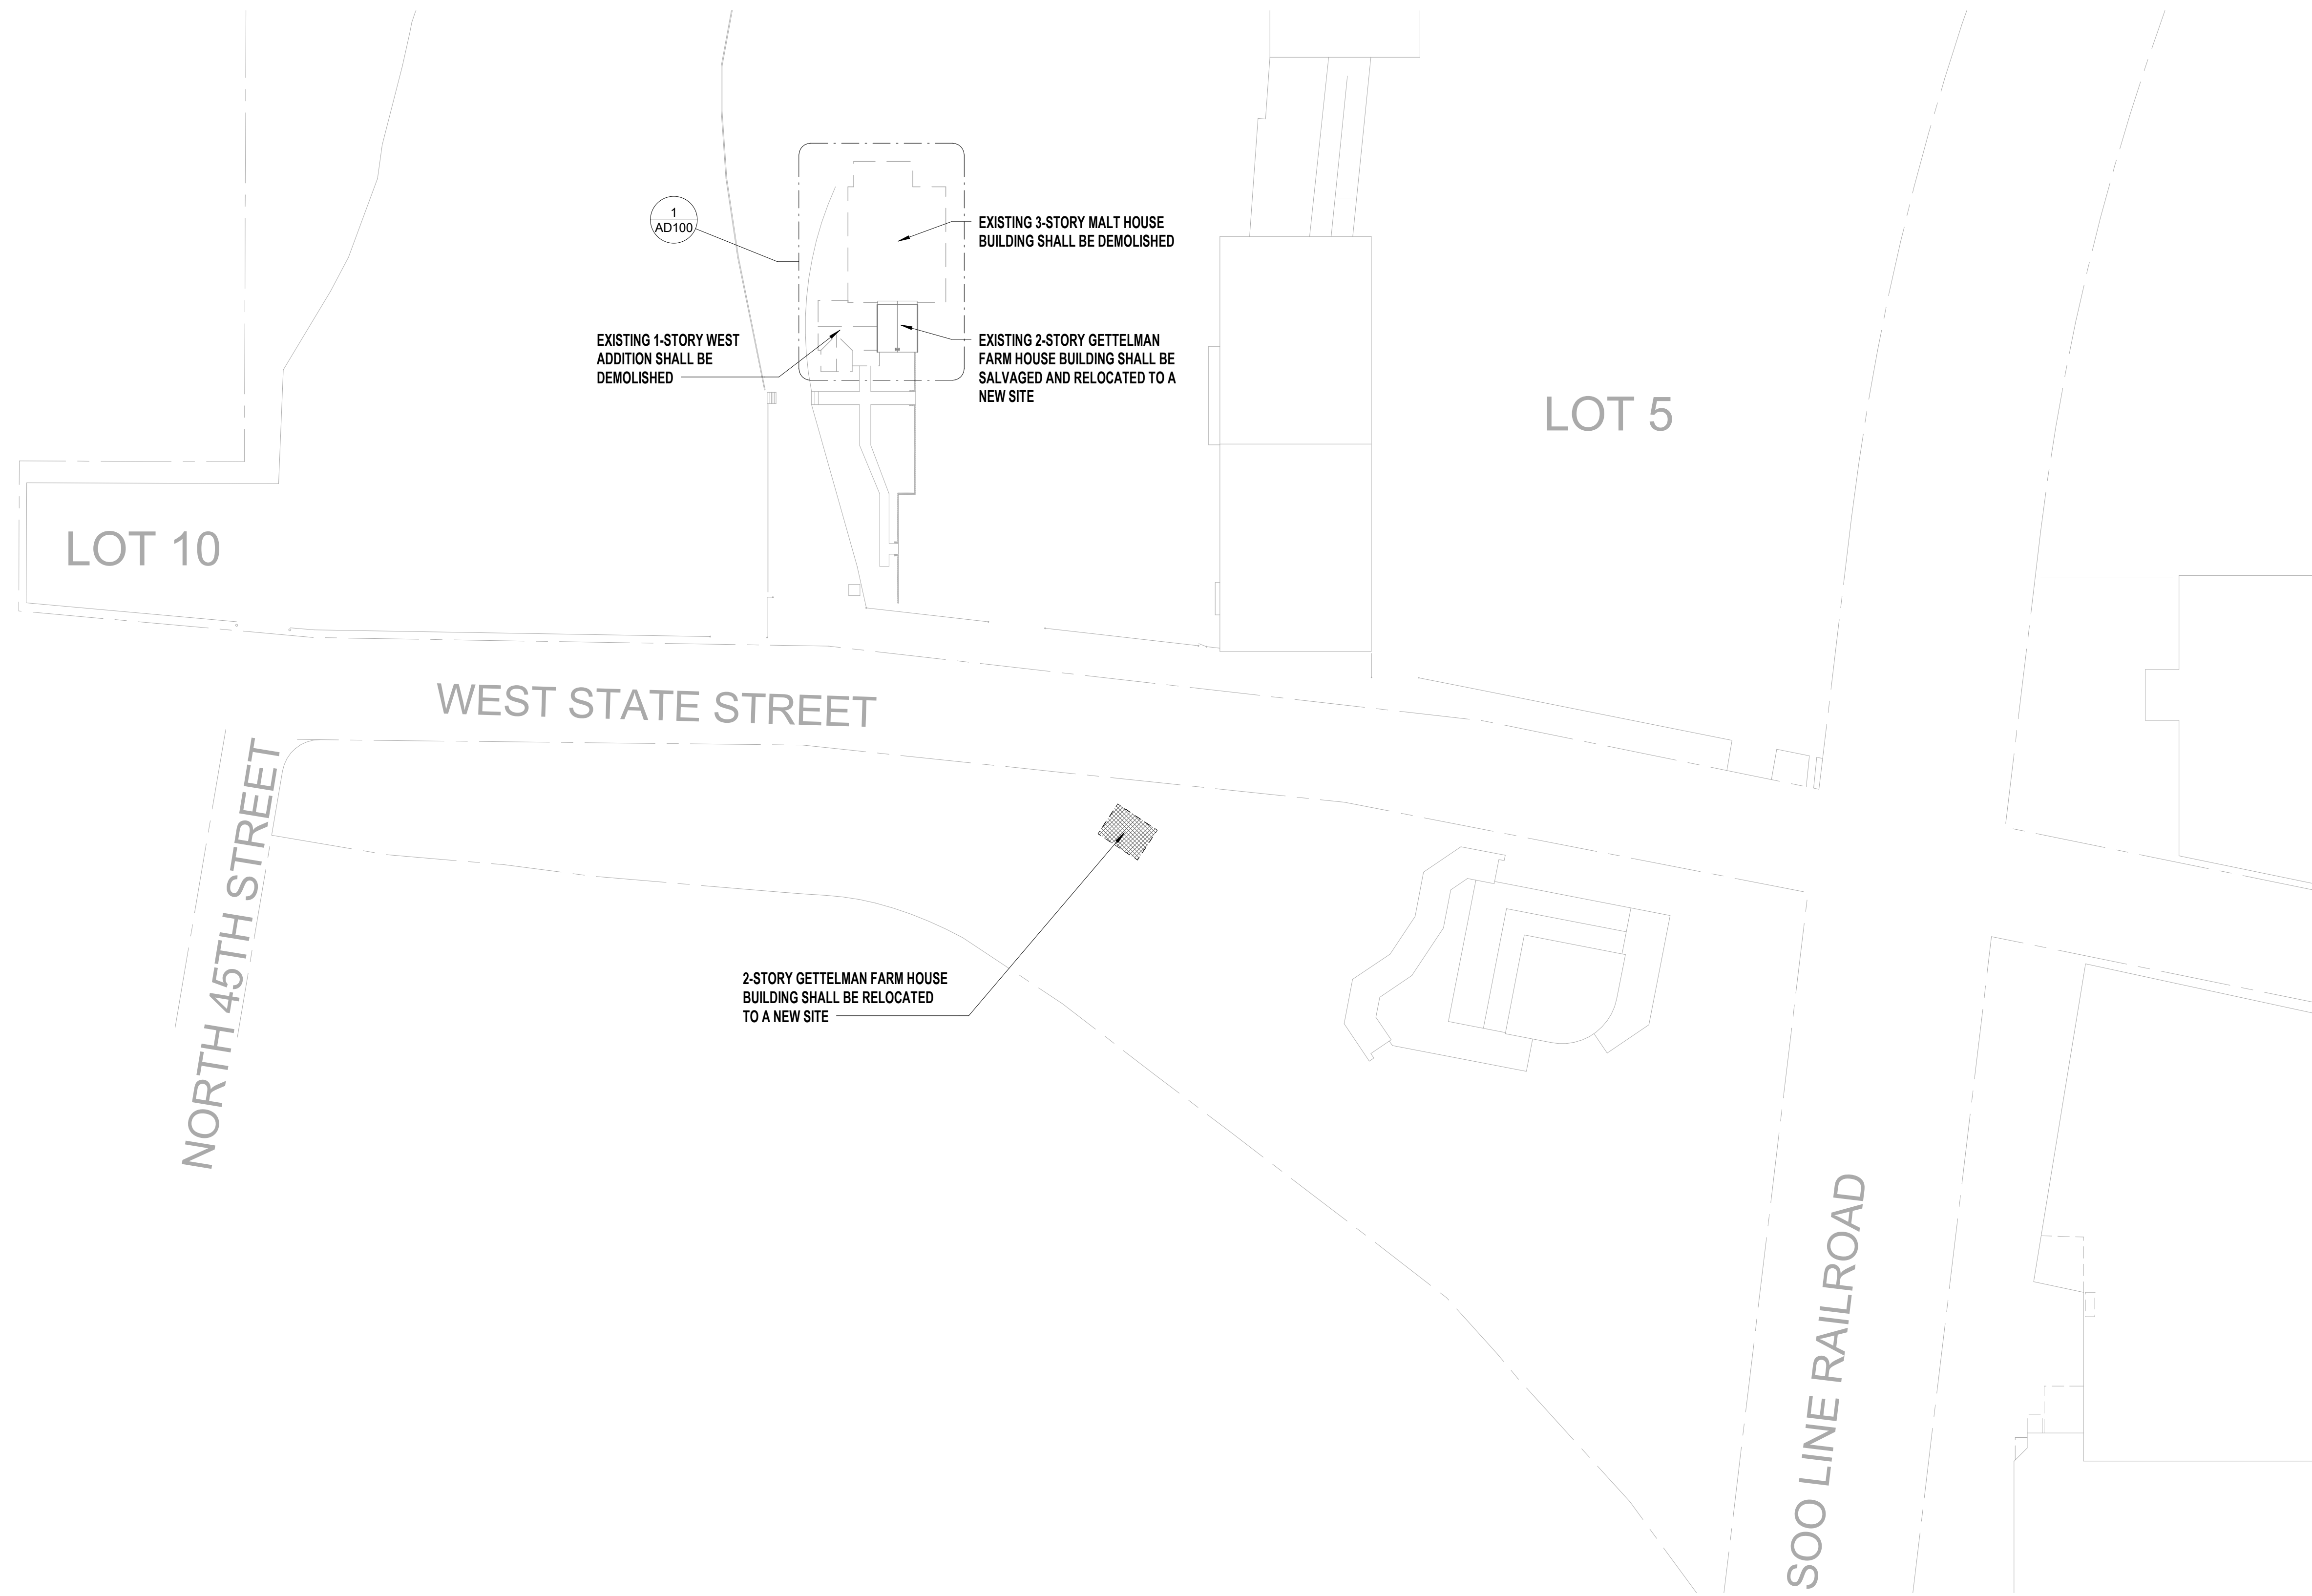 1
AD100
EXISTING 3-STORY MALT HOUSE
BUILDING SHALL BE DEMOLISHED
EXISTING 1-STORY WEST
ADDITION SHALL BE
DEMOLISHED
EXISTING 2-STORY GETTELMAN
FARM HOUSE BUILDING SHALL BE
SALVAGED AND RELOCATED TO A
NEW SITE
LOT 5
LOT 10
WEST STATE STREET
NORTH 45TH STREET
2-STORY GETTELMAN FARM HOUSE
BUILDING SHALL BE RELOCATED
TO A NEW SITE
SOO LINE RAILROAD